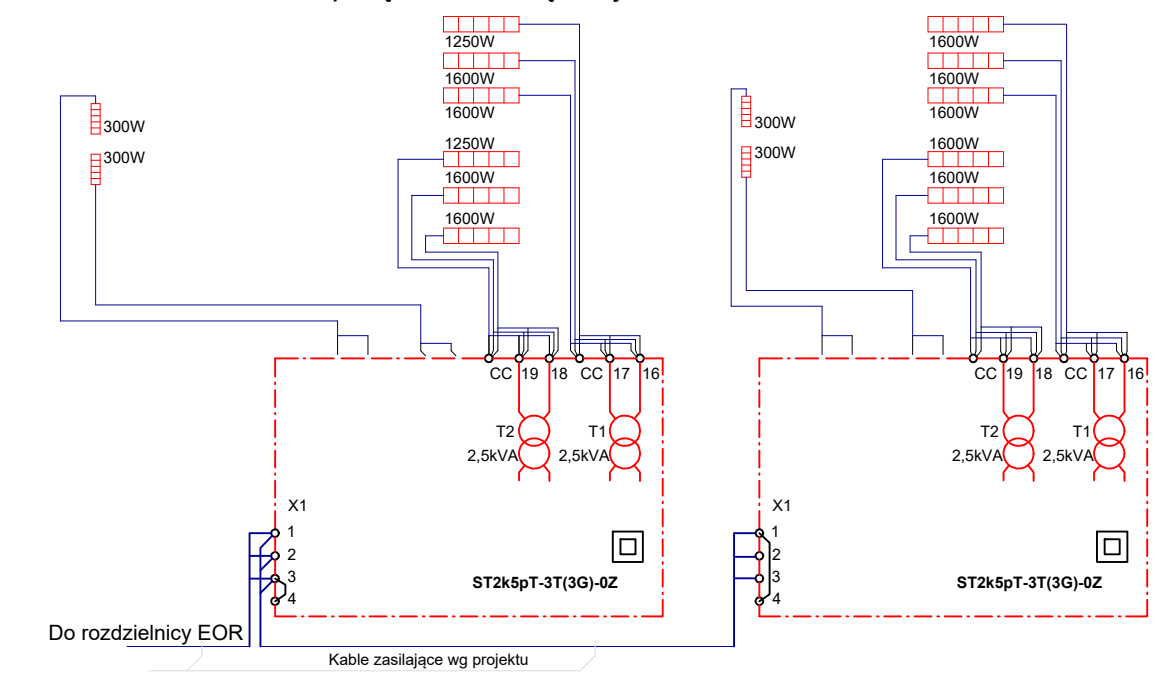 1250W
1600W
1600W
1250W
1600W
1600W
300W
300W
CC 19 18 CC 17 16
T2
2,5kVA
T1
2,5kVA
X1
1
2
3
4
ST2k5pT-3T(3G)-0Z
1600W
1600W
1600W
1600W
1600W
1600W
300W
300W
CC 19 18 CC 17 16
T2
2,5kVA
T1
2,5kVA
X1
1
2
3
4
ST2k5pT-3T(3G)-0Z
Do rozdzielnicy EOR
Kable zasilające wg projektu